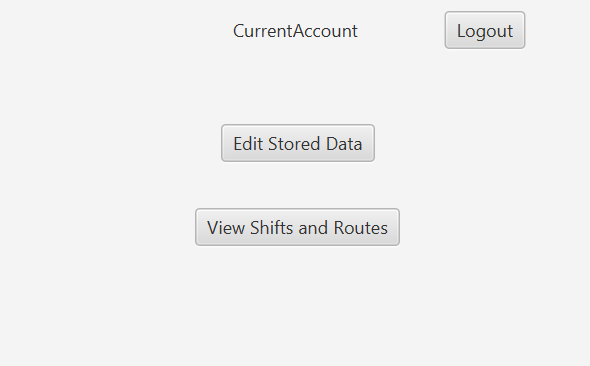 CurrentAccount
Logout
Edit Stored Data
View Shifts and Routes